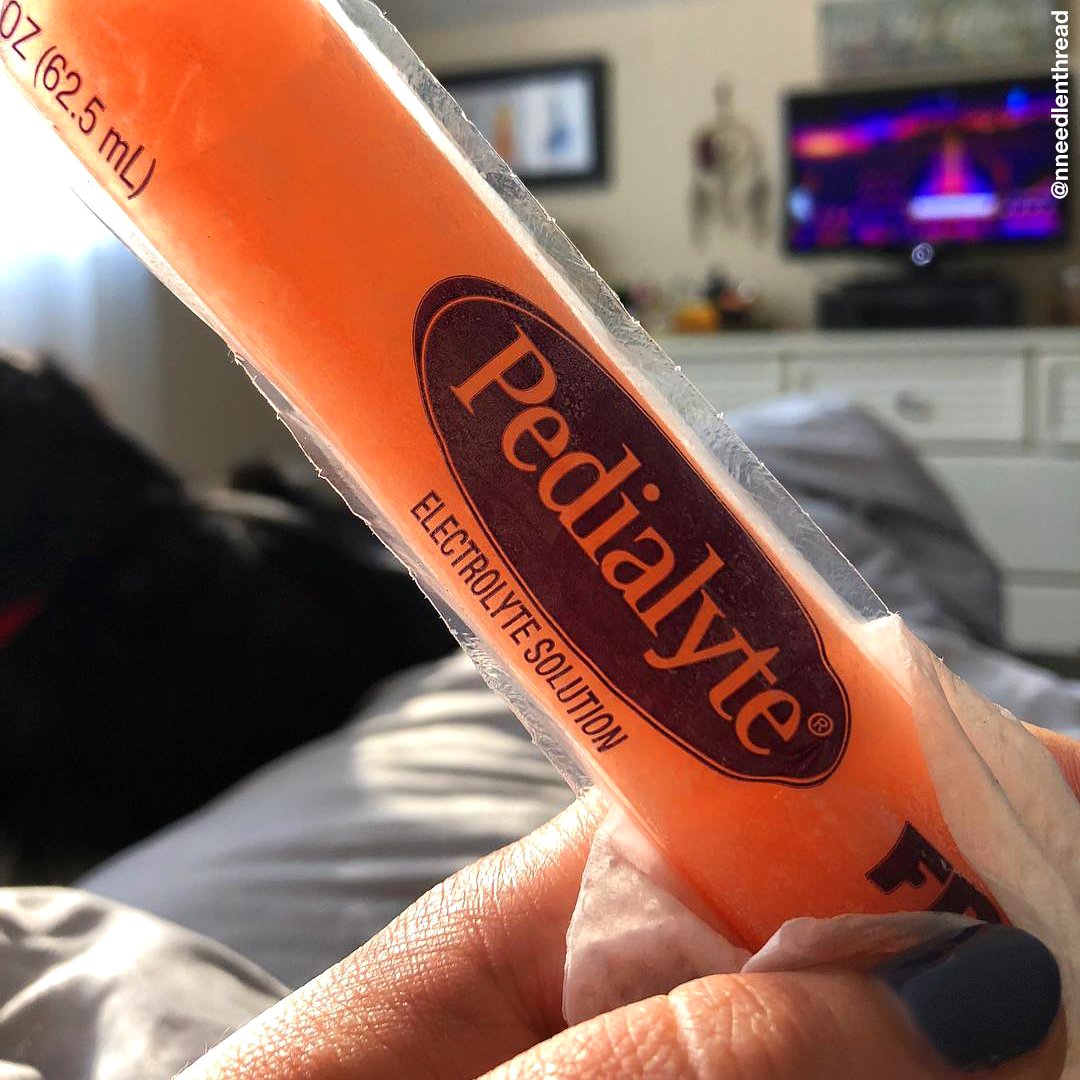 OZ (62.5 mL)
Pedialyte®
ELECTROLYTE SOLUTION
@nneedlenthread